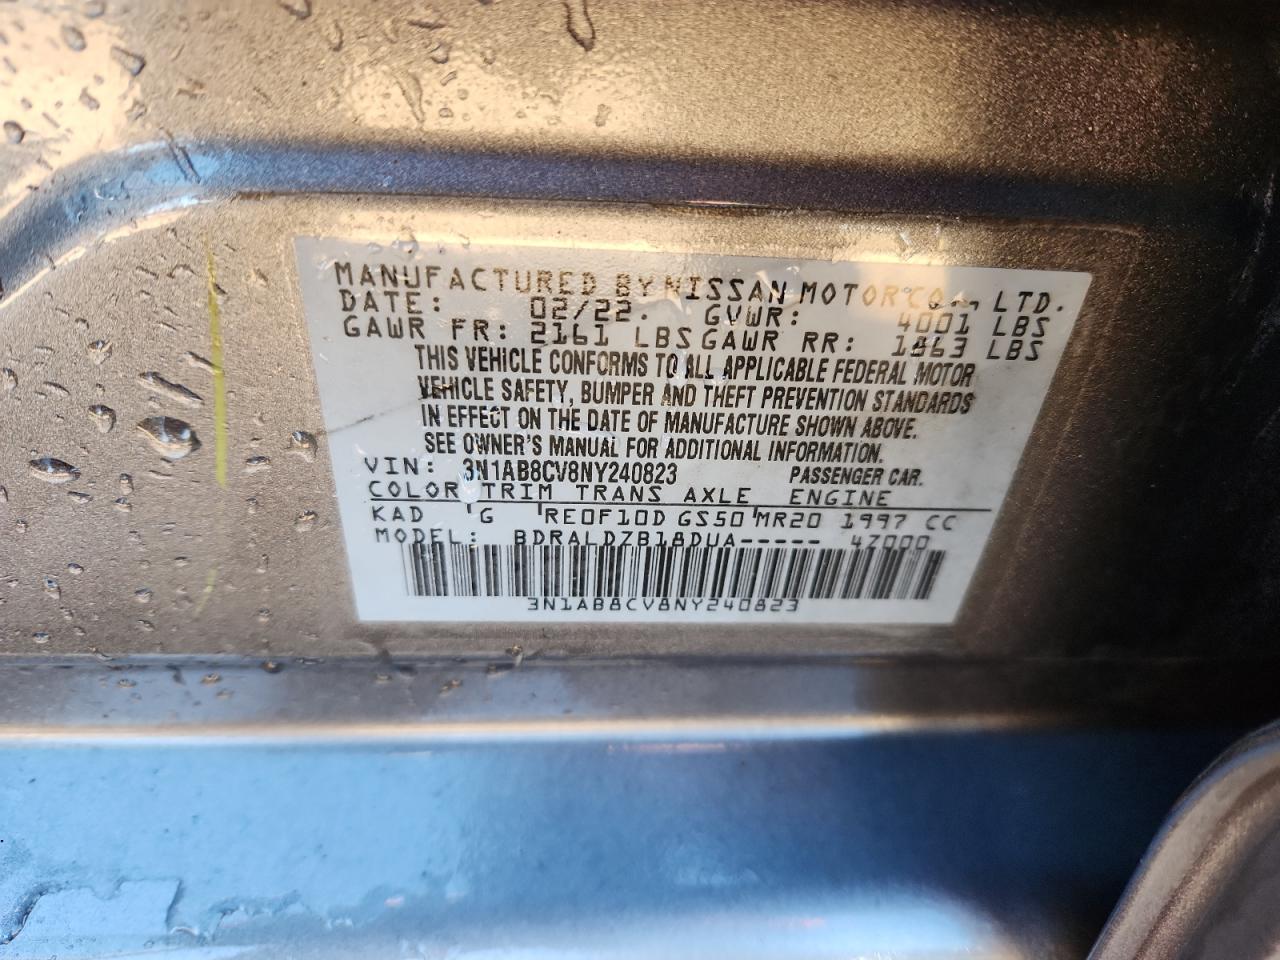 MANUFACTURED BY NISSAN MOTOR CO., LTD.
DATE: 02/22. GVWR: 4001 LBS
GAWR FR: 2161 LBS GAWR RR: 1863 LBS
THIS VEHICLE CONFORMS TO ALL APPLICABLE FEDERAL MOTOR
VEHICLE SAFETY, BUMPER AND THEFT PREVENTION STANDARDS
IN EFFECT ON THE DATE OF MANUFACTURE SHOWN ABOVE.
SEE OWNER'S MANUAL FOR ADDITIONAL INFORMATION.
VIN: 3N1AB8CV8NY240823 PASSENGER CAR.
COLOR TRIM TRANS AXLE ENGINE
KAD 'G 'RE0F10D GS50'MR20 1997 CC
MODEL: BDRALDZB18DUA----- 4Z000
3N1AB8CV8NY240823